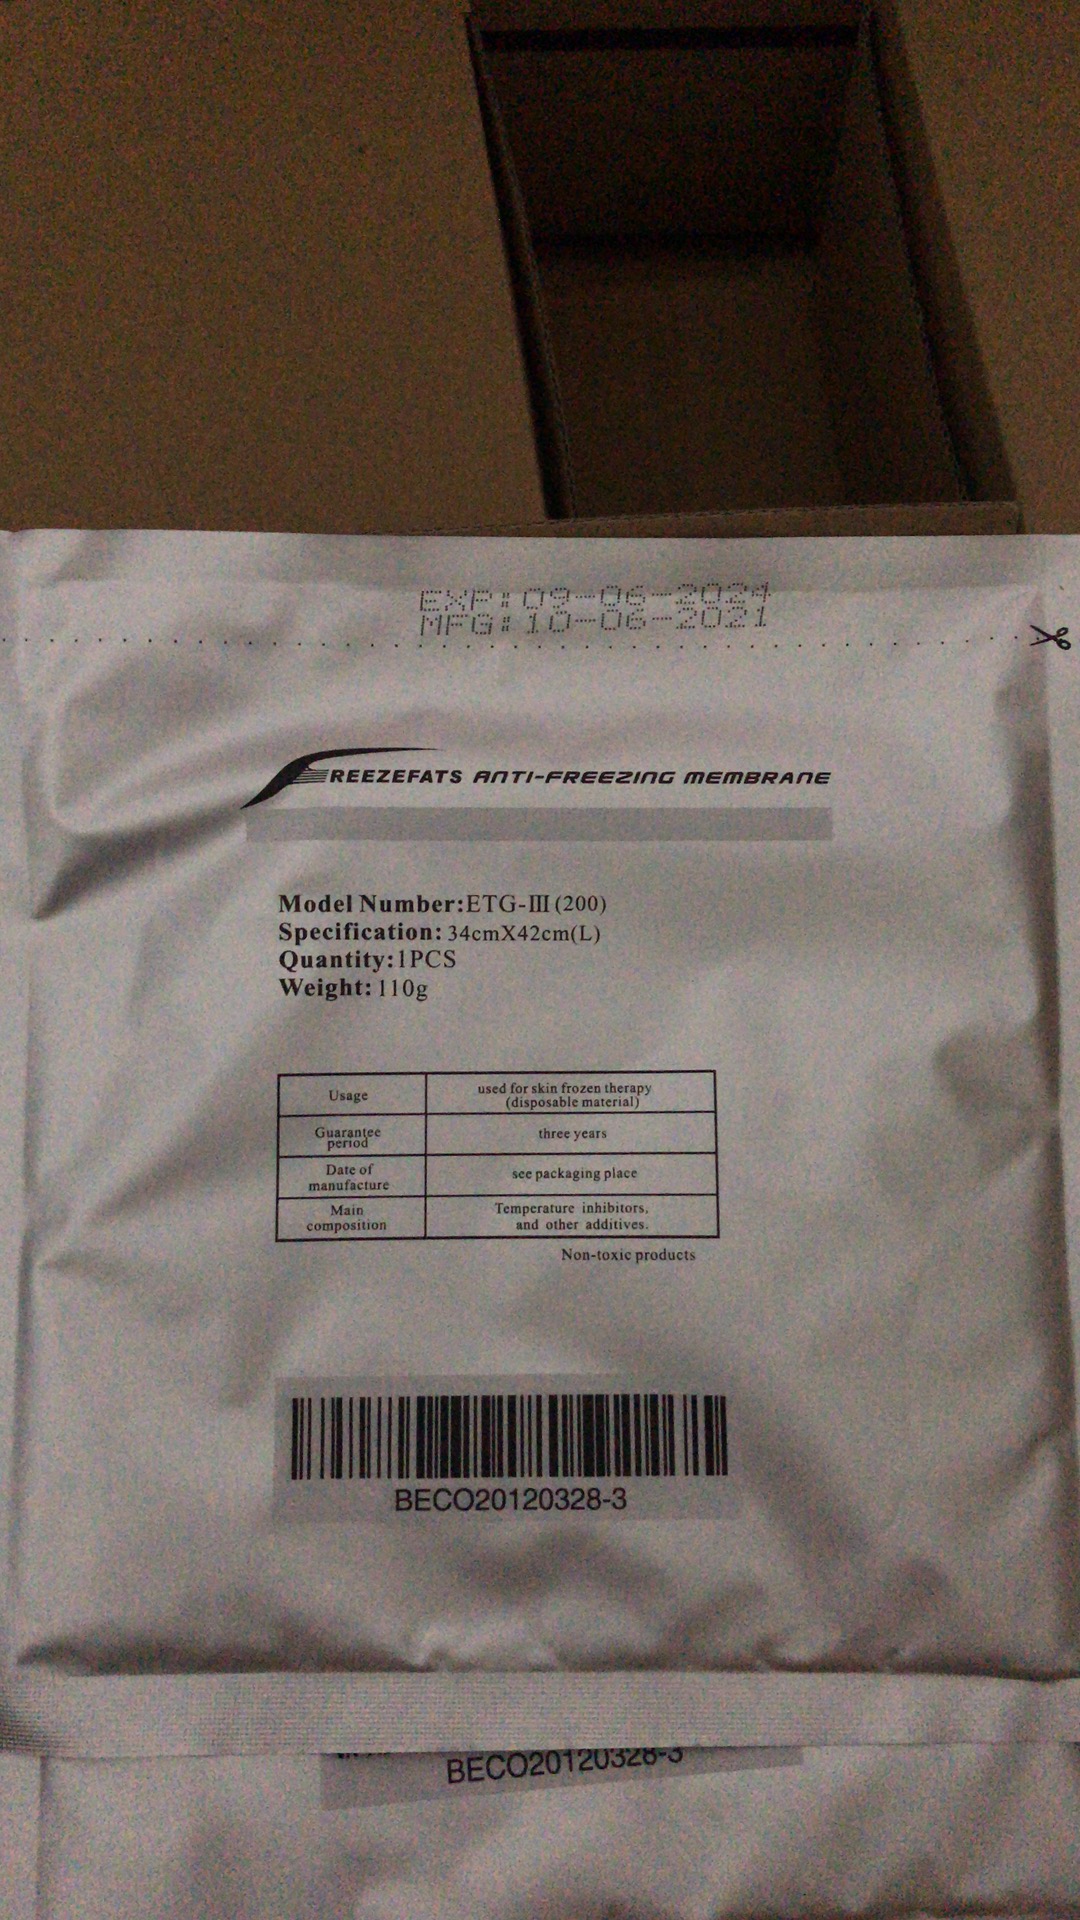 EXP:09-06-2024
MFG:10-06-2021
FREEZEFATS ANTI-FREEZING MEMBRANE
Model Number:ETG-III(200)
Specification: 34cmX42cm(L)
Quantity:1PCS
Weight: 110g
Usage
used for skin frozen therapy
(disposable material)
Guarantee
period
three years
Date of
manufacture
see packaging place
Main
composition
Temperature inhibitors,
and other additives.
Non-toxic products
BECO20120328-3
BECO20120328-3